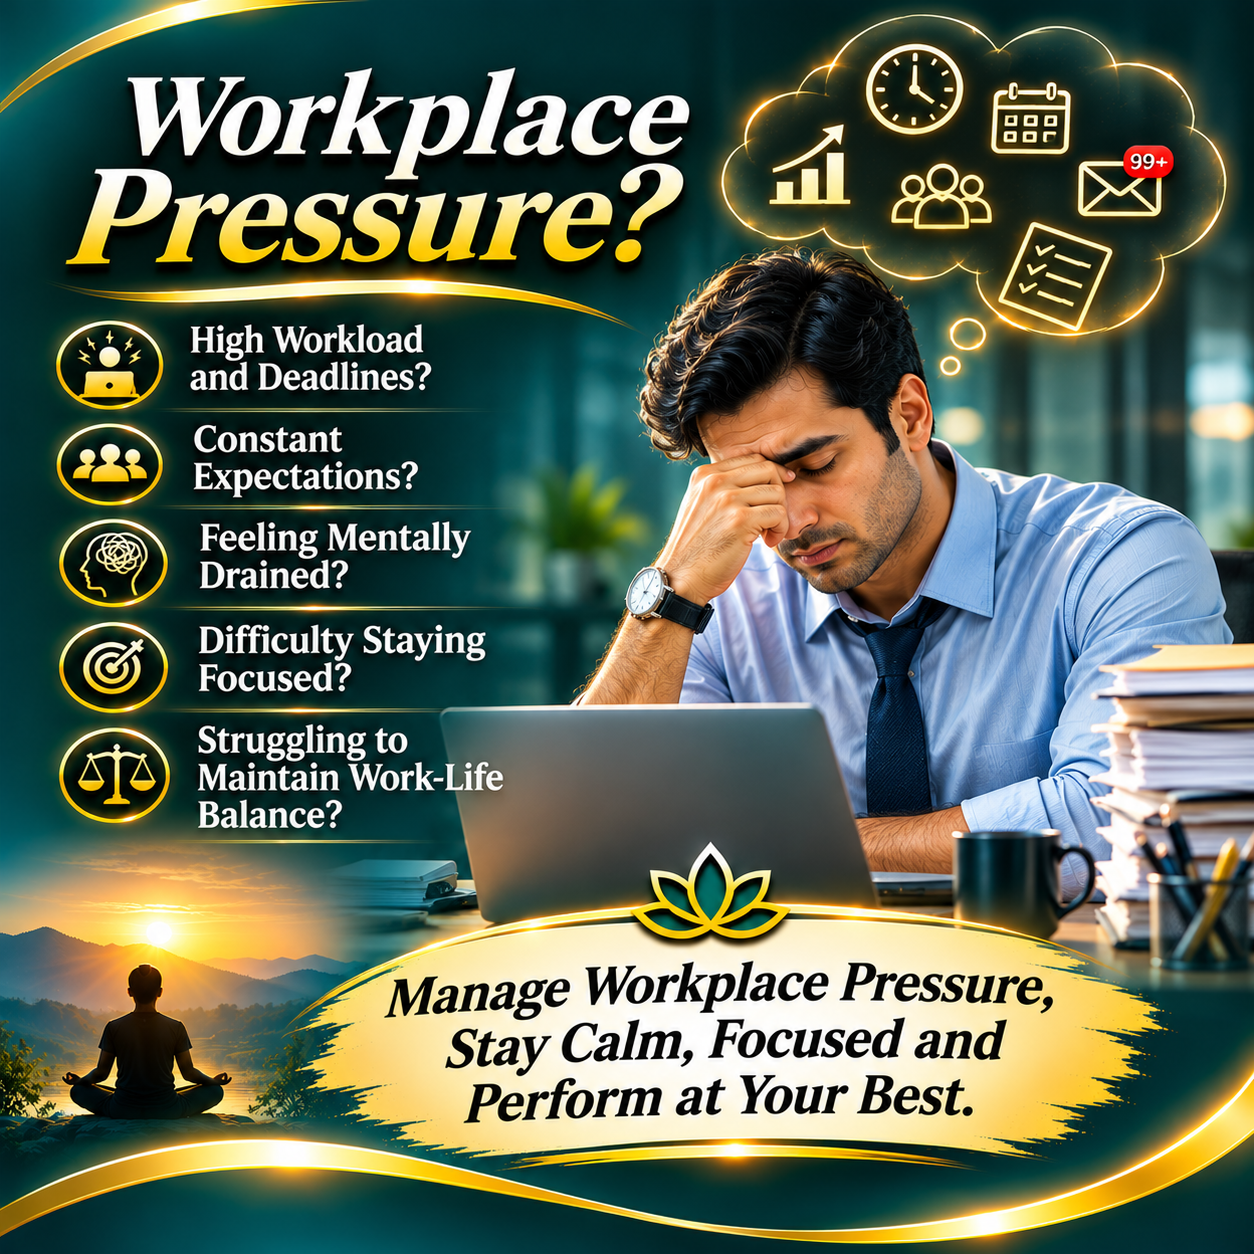 Workplace
Pressure?
99+
High Workload
and Deadlines?
Constant
Expectations?
Feeling Mentally
Drained?
Difficulty Staying
Focused?
Struggling to
Maintain Work-Life
Balance?
Manage Workplace Pressure,
Stay Calm, Focused and
Perform at Your Best.